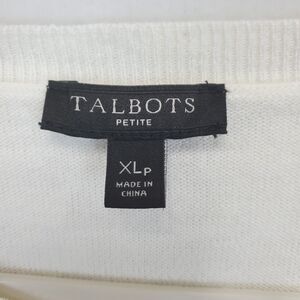 TALBOTS
PETITE
XLP
MADE IN
CHINA